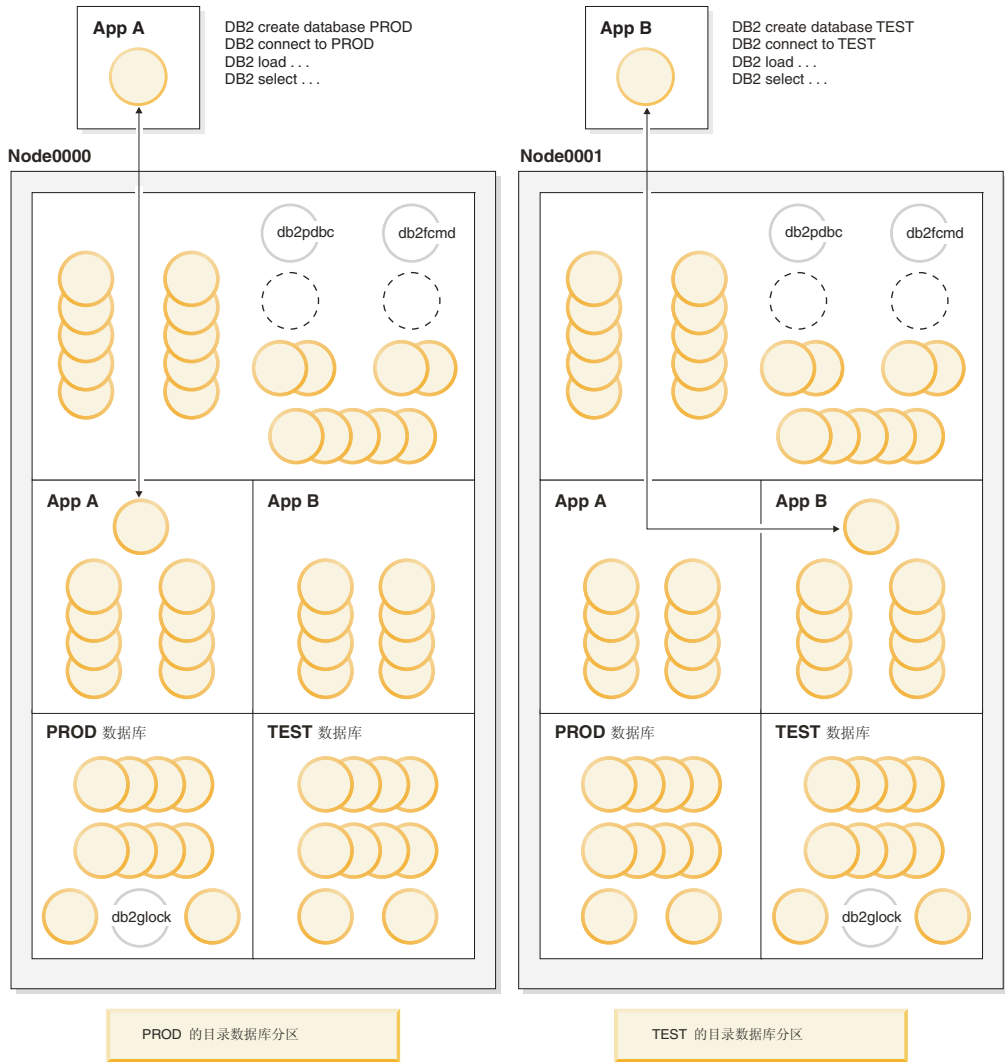 App A
DB2 create database PROD
DB2 connect to PROD
DB2 load . . .
DB2 select . . .
App B
DB2 create database TEST
DB2 connect to TEST
DB2 load . . .
DB2 select . . .
Node0000
db2pdbc
db2fcmd
App A
App B
PROD 数据库
TEST 数据库
db2glock
PROD 的目录数据库分区
Node0001
db2pdbc
db2fcmd
App A
App B
PROD 数据库
TEST 数据库
db2glock
TEST 的目录数据库分区